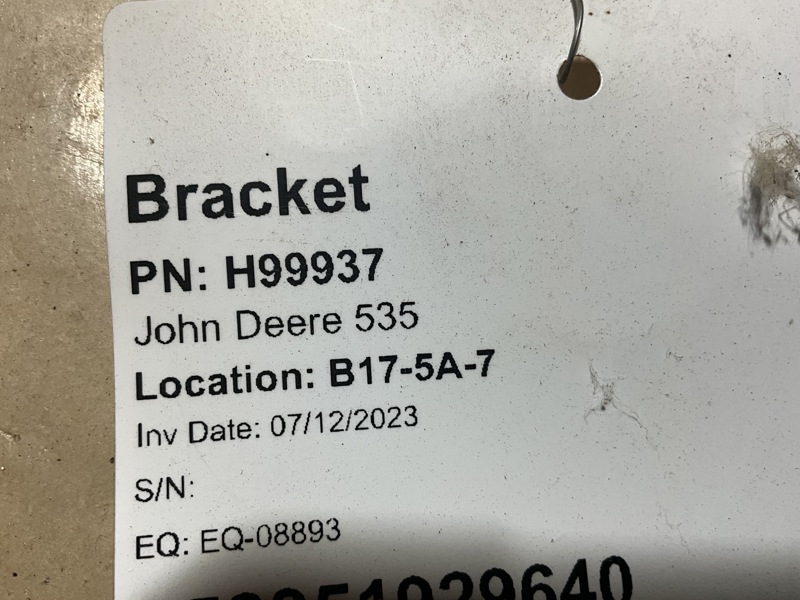 Bracket
PN: H99937
John Deere 535
Location: B17-5A-7
Inv Date: 07/12/2023
S/N:
EQ: EQ-08893